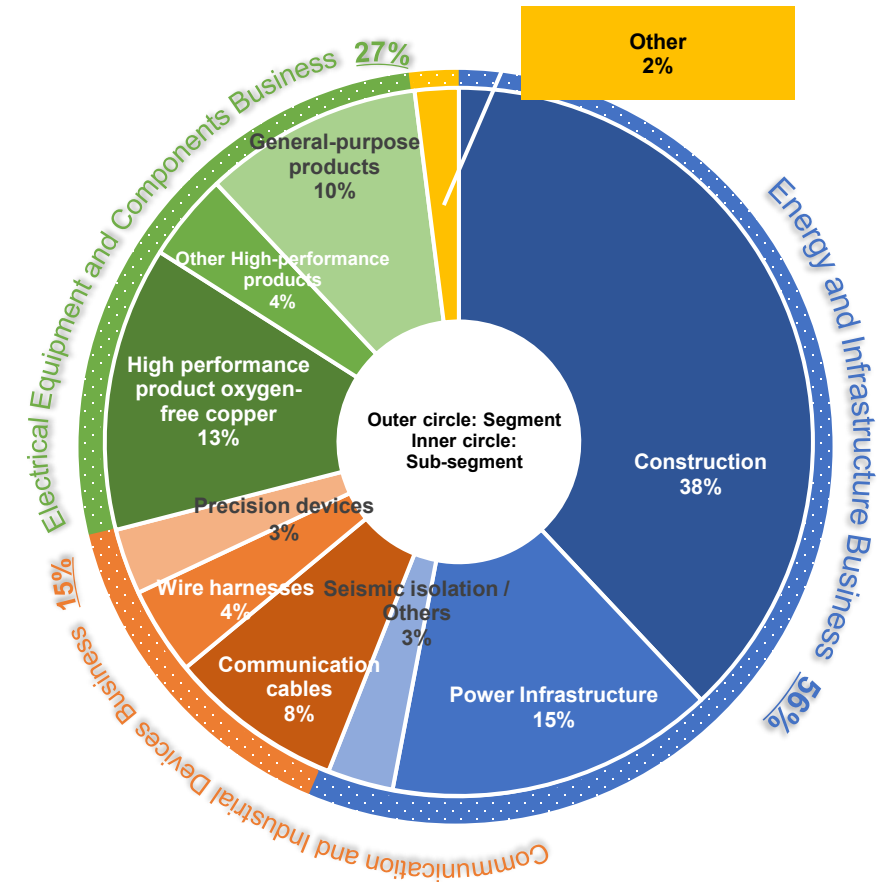 Other
2%
Energy and Infrastructure Business 56%
Construction
38%
Power Infrastructure
15%
Seismic isolation /
Others
3%
Communication and Industrial Devices Business 15%
Communication
cables
8%
Wire harnesses
4%
Precision devices
3%
Electrical Equipment and Components Business 27%
High performance
product oxygen-
free copper
13%
Other High-performance
products
4%
General-purpose
products
10%
Outer circle: Segment
Inner circle:
Sub-segment